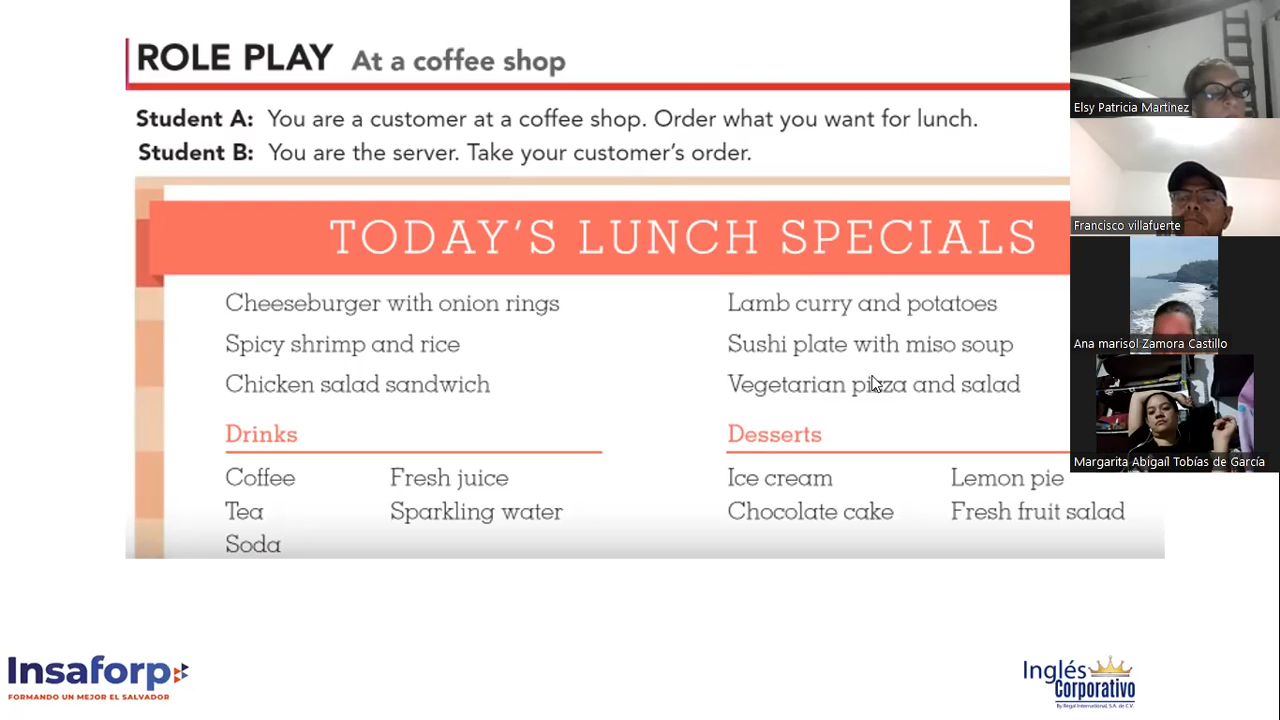 ROLE PLAY At a coffee shop
Student A: You are a customer at a coffee shop. Order what you want for lunch.
Student B: You are the server. Take your customer's order.
TODAY'S LUNCH SPECIALS
Cheeseburger with onion rings
Spicy shrimp and rice
Chicken salad sandwich
Lamb curry and potatoes
Sushi plate with miso soup
Vegetarian pizza and salad
Drinks
Coffee Fresh juice
Tea Sparkling water
Soda
Desserts
Ice cream Lemon pie
Chocolate cake Fresh fruit salad
Elsy Patricia Martínez
Francisco villafuerte
Ana marisol Zamora Castillo
Margarita Abigail Tobías de García
Insaforp
FORMANDO UN MEJOR EL SALVADOR
Inglés
Corporativo
By Regal International, S.A. de C.V.